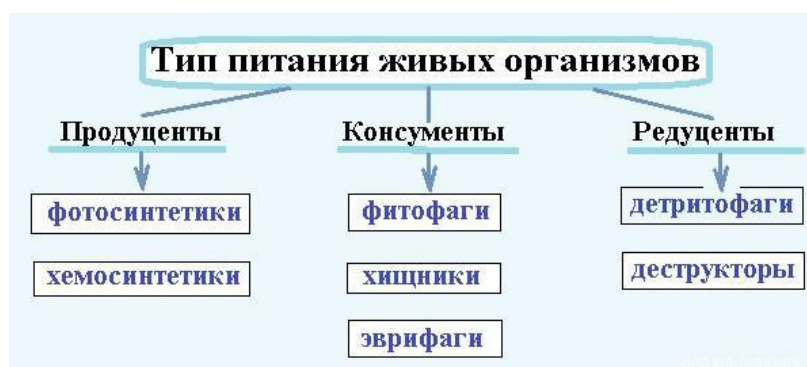 Тип питания живых организмов
Продуценты Консументы Редуценты
фотосинтетики фитофаги детритофаги
хемосинтетики хищники деструкторы
эврифаги